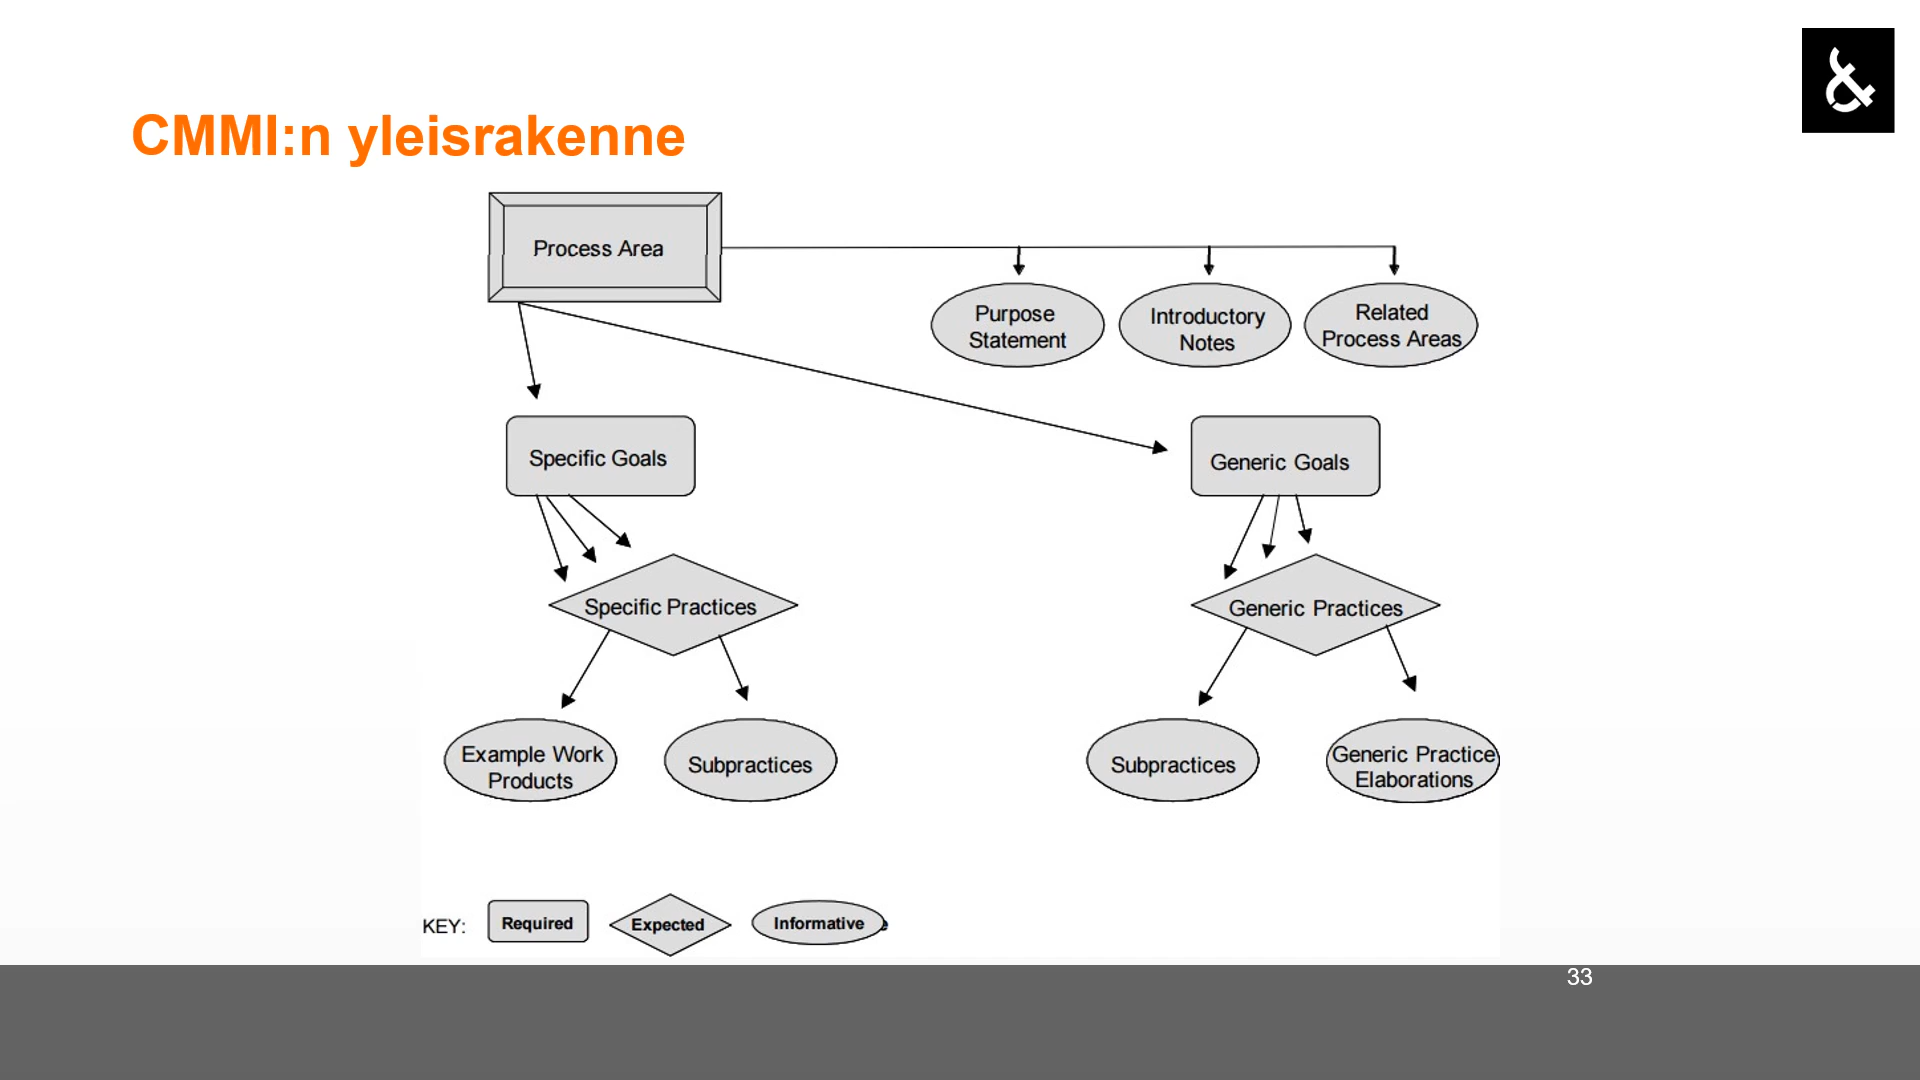 &
CMMI:n yleisrakenne
Process Area
Purpose
Statement
Introductory
Notes
Related
Process Areas
Specific Goals
Generic Goals
Specific Practices
Generic Practices
Example Work
Products
Subpractices
Subpractices
Generic Practice
Elaborations
KEY:
Required
Expected
Informative
33